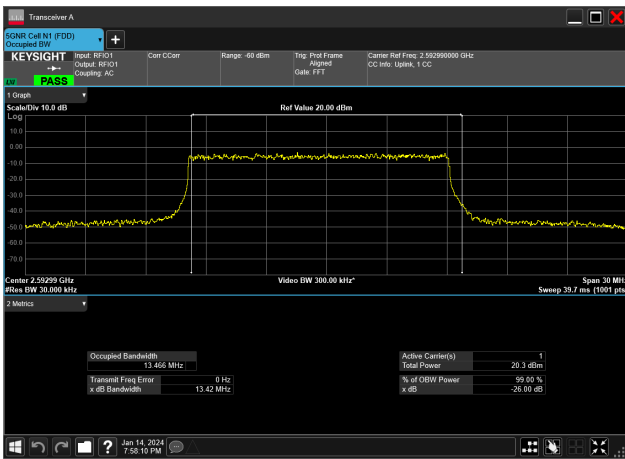 Transceiver A
5GNR Cell N1 (FDD)
Occupied BW
KEYSIGHT
PASS
Input: RFIO1
Output: RFIO1
Coupling: AC
Corr CCorr
Range: -60 dBm
Trig: Prot Frame
Aligned
Gate: FFT
Carrier Ref Freq: 2.592990000 GHz
CC Info: Uplink, 1 CC
1 Graph
Scale/Div 10.0 dB
Ref Value 20.00 dBm
Log
10.0
0.00
-10.0
-20.0
-30.0
-40.0
-50.0
-60.0
-70.0
Center 2.59299 GHz
Video BW 300.00 kHz*
Span 30 MHz
#Res BW 30.000 kHz
Sweep 39.7 ms (1001 pts
2 Metrics
Occupied Bandwidth
13.466 MHz
Active Carrier(s) 1
Total Power 20.3 dBm
Transmit Freq Error 0 Hz
x dB Bandwidth 13.42 MHz
% of OBW Power 99.00 %
x dB -26.00 dB
Jan 14, 2024
7:58:10 PM